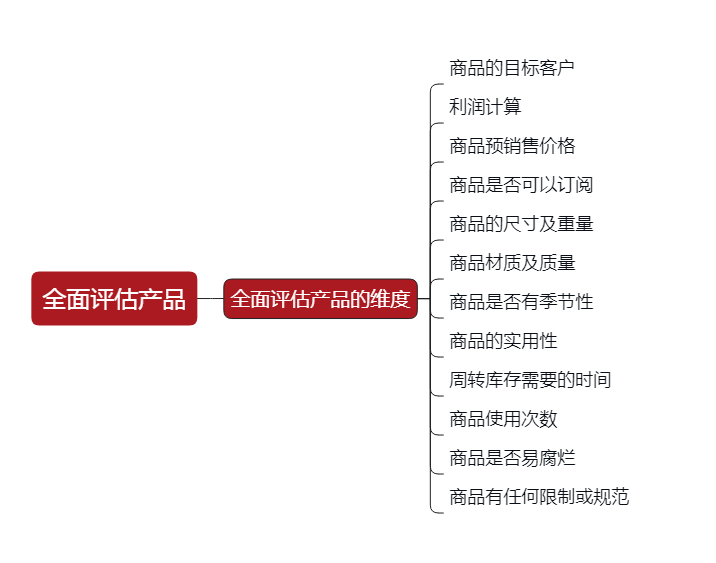 全面评估产品
全面评估产品的维度
商品的目标客户
利润计算
商品预销售价格
商品是否可以订阅
商品的尺寸及重量
商品材质及质量
商品是否有季节性
商品的实用性
周转库存需要的时间
商品使用次数
商品是否易腐烂
商品有任何限制或规范